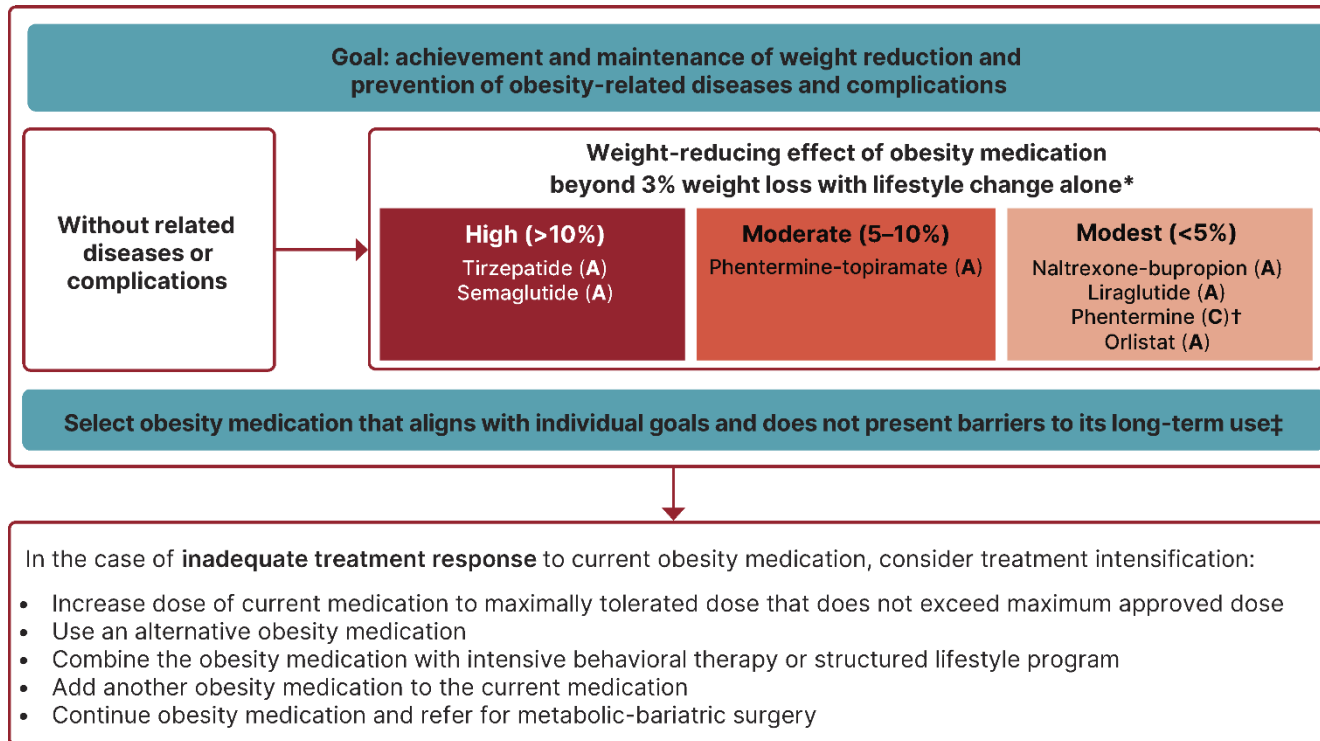 Goal: achievement and maintenance of weight reduction and
prevention of obesity-related diseases and complications
Without related
diseases or
complications
Weight-reducing effect of obesity medication
beyond 3% weight loss with lifestyle change alone*
High (>10%)
Tirzepatide (A)
Semaglutide (A)
Moderate (5–10%)
Phentermine-topiramate (A)
Modest (<5%)
Naltrexone-bupropion (A)
Liraglutide (A)
Phentermine (C)†
Orlistat (A)
Select obesity medication that aligns with individual goals and does not present barriers to its long-term use‡
In the case of inadequate treatment response to current obesity medication, consider treatment intensification:
• Increase dose of current medication to maximally tolerated dose that does not exceed maximum approved dose
• Use an alternative obesity medication
• Combine the obesity medication with intensive behavioral therapy or structured lifestyle program
• Add another obesity medication to the current medication
• Continue obesity medication and refer for metabolic-bariatric surgery